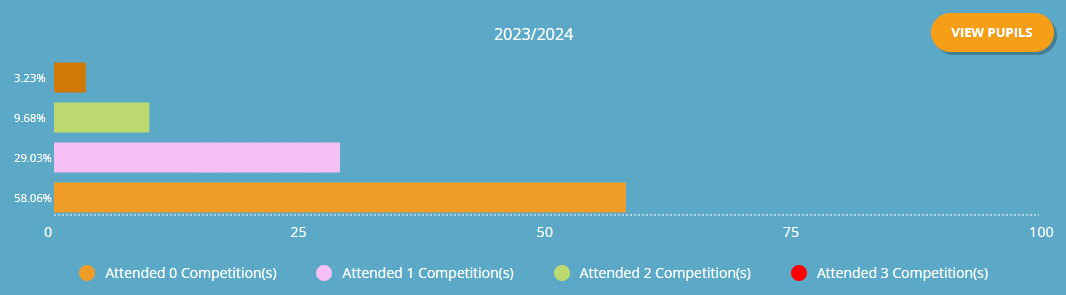 2023/2024
VIEW PUPILS
3.23%
9.68%
29.03%
58.06%
0 25 50 75 100
Attended 0 Competition(s) Attended 1 Competition(s) Attended 2 Competition(s) Attended 3 Competition(s)